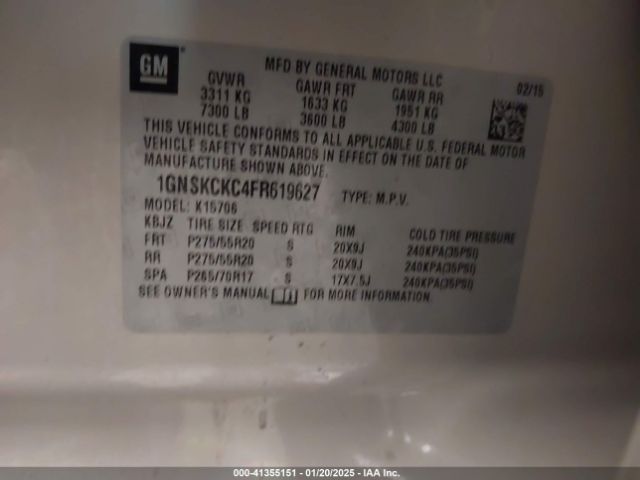 GM
MFD BY GENERAL MOTORS LLC
02/15
GVWR GAWR FRT GAWR RR
3311 KG 1633 KG 1951 KG
7300 LB 3600 LB 4300 LB
THIS VEHICLE CONFORMS TO ALL APPLICABLE U.S. FEDERAL MOTOR
VEHICLE SAFETY STANDARDS IN EFFECT ON THE DATE OF
MANUFACTURE SHOWN ABOVE.
1GNSKCKC4FR619627 TYPE: M.P.V.
MODEL: K15706
KBJZ TIRE SIZE SPEED RTG RIM COLD TIRE PRESSURE
FRT P275/55R20 S 20X9J 240KPA(35PSI)
RR P275/55R20 S 20X9J 240KPA(35PSI)
SPA P265/70R17 S 17X7.5J 240KPA(35PSI)
SEE OWNER'S MANUAL FOR MORE INFORMATION.
000-41355151 — 01/20/2025 - IAA Inc.